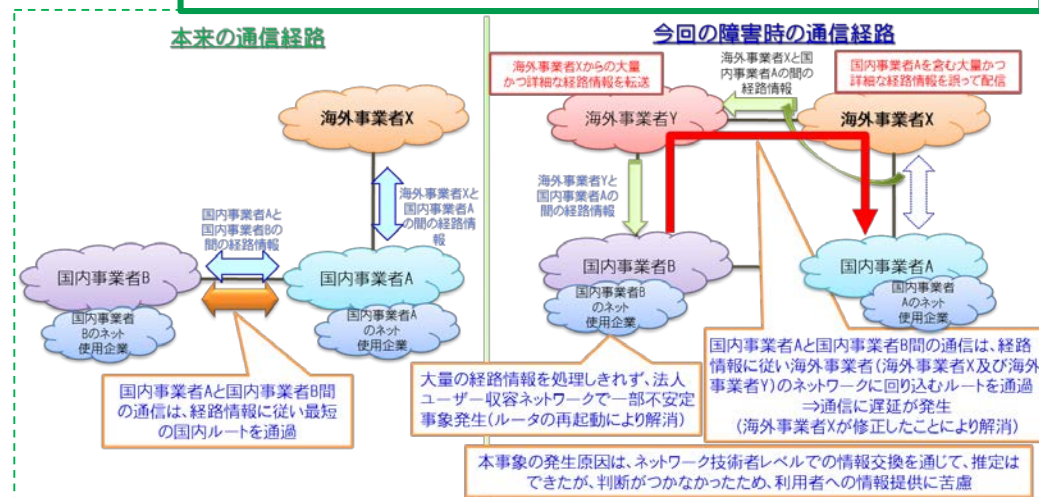 本来の通信経路
海外事業者X
海外事業者Xと
国内事業者A
の間の経路情
報
国内事業者Aと
国内事業者Bの
間の経路情報
国内事業者B
国内事業者A
国内事業者
Bのネット
使用企業
国内事業者A
のネット
使用企業
国内事業者Aと国内事業者B間
の通信は、経路情報に従い最短
の国内ルートを通過
今回の障害時の通信経路
海外事業者Xからの大量
かつ詳細な経路情報を転送
海外事業者Xと国
内事業者Aの間の
経路情報
国内事業者Aを含む大量かつ
詳細な経路情報を誤って配信
海外事業者Y
海外事業者X
海外事業者Yと
国内事業者Aの
間の経路情報
国内事業者B
国内事業者A
国内事業者B
のネット
使用企業
国内事業者
Aのネット
使用企業
大量の経路情報を処理しきれず、法人
ユーザー収容ネットワークで一部不安定
事象発生(ルータの再起動により解消)
国内事業者Aと国内事業者B間の通信は、経路
情報に従い海外事業者(海外事業者X及び海外
事業者Y)のネットワークに回り込むルートを通過
⇒通信に遅延が発生
(海外事業者Xが修正したことにより解消)
本事象の発生原因は、ネットワーク技術者レベルでの情報交換を通じて、推定は
できたが、判断がつかなかったため、利用者への情報提供に苦慮